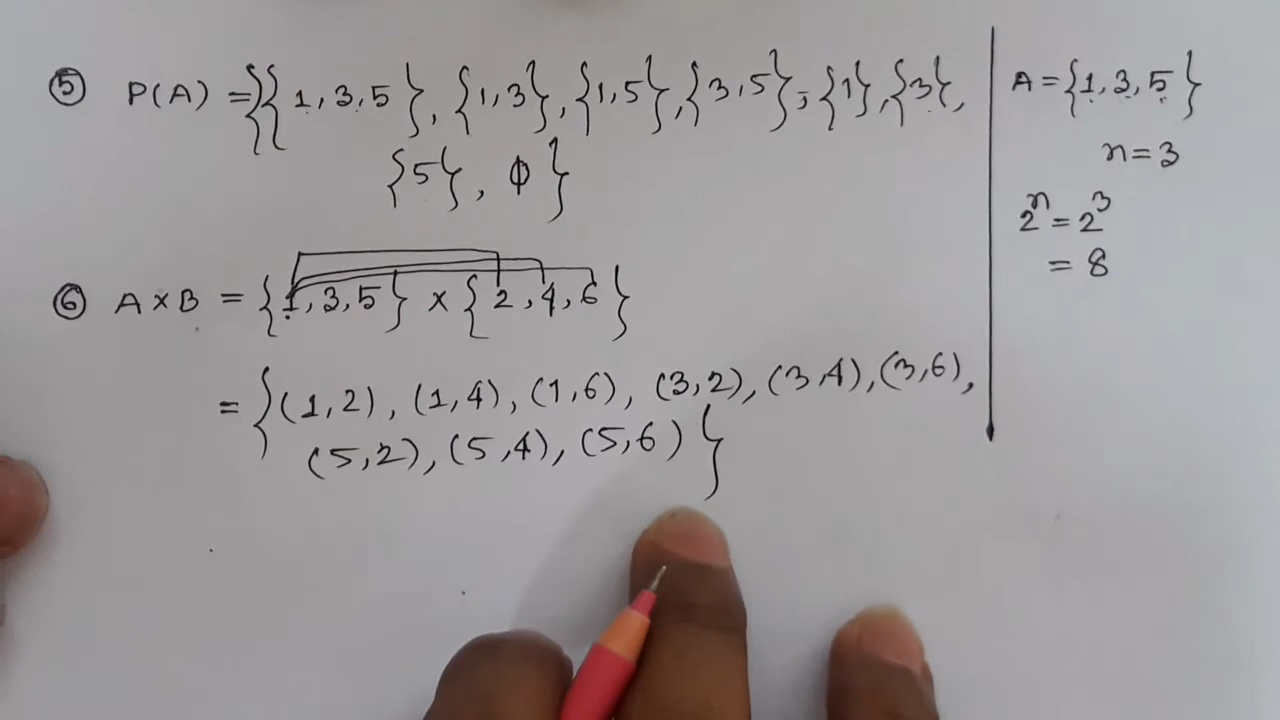 ⑤ P(A) = {{1,3,5}, {1,3}, {1,5}, {3,5}, {1}, {3},
{5}, Φ}
⑥ A × B = {1,3,5} × {2,4,6}
= {(1,2), (1,4), (1,6), (3,2), (3,4), (3,6),
(5,2), (5,4), (5,6)}
A = {1,3,5}
n = 3
2ⁿ = 2³
= 8